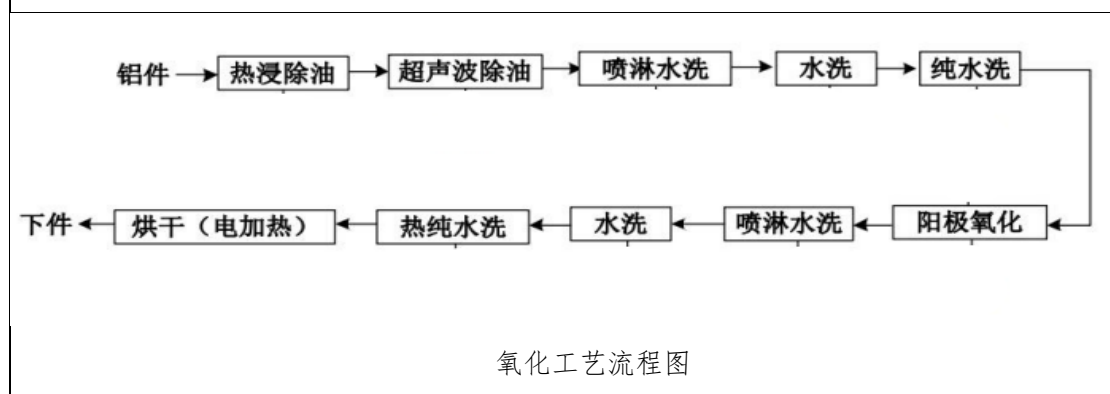 铝件 热浸除油 超声波除油 喷淋水洗 水洗 纯水洗
下件 烘干（电加热） 热纯水洗 水洗 喷淋水洗 阳极氧化
氧化工艺流程图